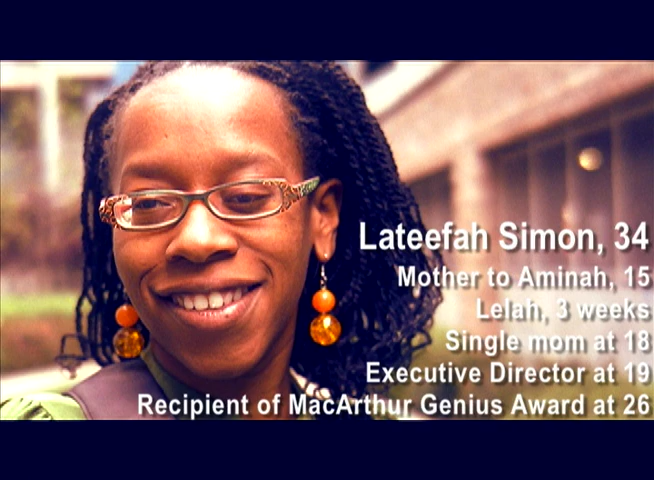 Lateefah Simon, 34
Mother to Aminah, 15
Lelah, 3 weeks
Single mom at 18
Executive Director at 19
Recipient of MacArthur Genius Award at 26